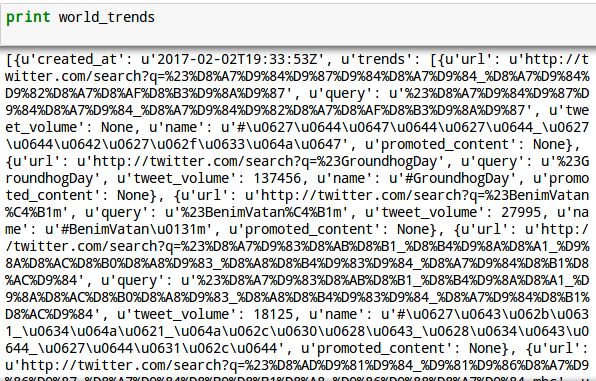 print world_trends
[{u'created_at': u'2017-02-02T19:33:53Z', u'trends': [{u'url': u'http://t
witter.com/search?q=%23%D8%A7%D9%84%D9%87%D9%84%D8%A7%D9%84_%D8%A7%D9%84%
D9%82%D8%A7%D8%AF%D8%B3%D9%8A%D9%87', u'query': u'%23%D8%A7%D9%84%D9%87%D
9%84%D8%A7%D9%84_%D8%A7%D9%84%D9%82%D8%A7%D8%AF%D8%B3%D9%8A%D9%87', u'twe
et_volume': None, u'name': u'#\u0627\u0644\u0647\u0644\u0627\u0644_\u0627
\u0644\u0642\u0627\u062f\u0633\u064a\u0647', u'promoted_content': None},
{u'url': u'http://twitter.com/search?q=%23GroundhogDay', u'query': u'%23G
roundhogDay', u'tweet_volume': 137456, u'name': u'#GroundhogDay', u'promo
ted_content': None}, {u'url': u'http://twitter.com/search?q=%23BenimVatan
%C4%B1m', u'query': u'%23BenimVatan%C4%B1m', u'tweet_volume': 27995, u'na
me': u'#BenimVatan\u0131m', u'promoted_content': None}, {u'url': u'http:/
/twitter.com/search?q=%23%D8%A7%D9%83%D8%AB%D8%B1_%D8%B4%D9%8A%D8%A1_%D9%
8A%D8%AC%D8%B0%D8%A8%D9%83_%D8%A8%D8%B4%D9%83%D9%84_%D8%A7%D9%84%D8%B1%D8
%AC%D9%84', u'query': u'%23%D8%A7%D9%83%D8%AB%D8%B1_%D8%B4%D9%8A%D8%A1_%D
9%8A%D8%AC%D8%B0%D8%A8%D9%83_%D8%A8%D8%B4%D9%83%D9%84_%D8%A7%D9%84%D8%B1%
D8%AC%D9%84', u'tweet_volume': 18125, u'name': u'#\u0627\u0643\u062b\u063
1_\u0634\u064a\u0621_\u064a\u062c\u0630\u0628\u0643_\u0628\u0634\u0643\u0
644_\u0627\u0644\u0631\u062c\u0644', u'promoted_content': None}, {u'url':
u'http://twitter.com/search?q=%23%D8%AD%D9%81%D9%84_%D9%81%D9%86%D8%A7%D9